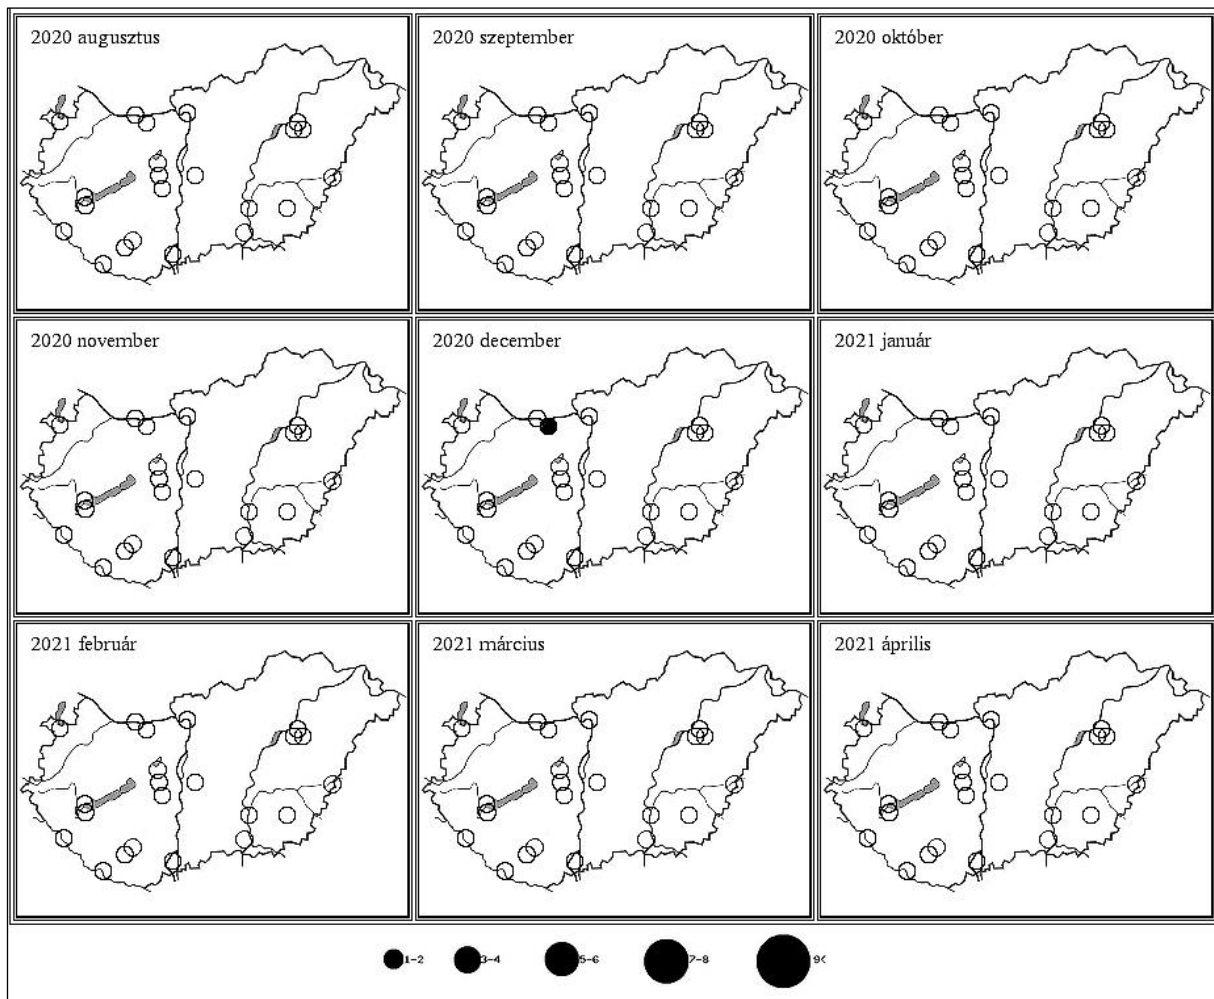 2020 augusztus
2020 szeptember
2020 október
2020 november
2020 december
2021 január
2021 február
2021 március
2021 április
1-2 3-4 5-6 7-8 9<